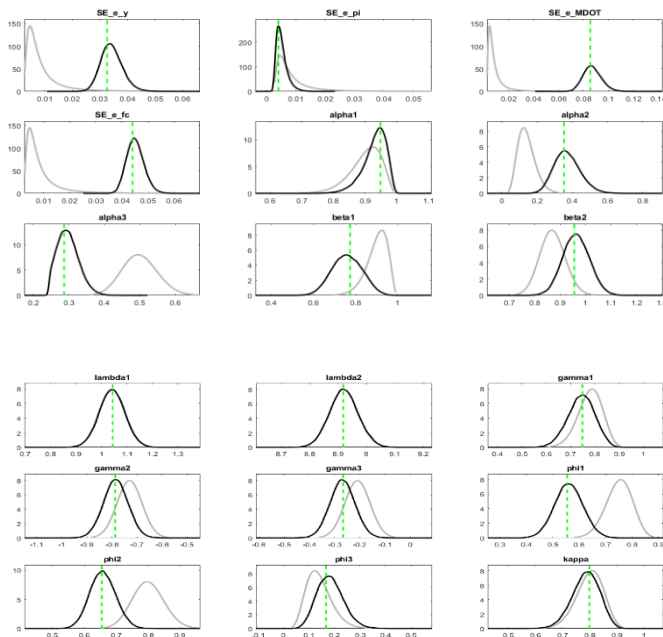 SE_e_y SE_e_pi SE_e_MDOT
150 200 150
100 100 100
50 50
0 0 0
0.01 0.02 0.03 0.04 0.05 0.06 0 0.01 0.02 0.03 0.04 0.05 0 0.02 0.04 0.06 0.08 0.1 0.12
SE_e_fc alpha1 alpha2
150 10 8
100 6
50 5 4
2
0 0 0
0.01 0.02 0.03 0.04 0.05 0.06 0.6 0.7 0.8 0.9 1 1.1 0 0.2 0.4 0.6 0.8
alpha3 beta1 beta2
10 8 8
6 6
5 4 4
2 2
0 0 0
0.2 0.3 0.4 0.5 0.6 0.4 0.6 0.8 1 0.7 0.8 0.9 1 1.1 1.2
lambda1 lambda2 gamma1
8 8 8
6 6 6
4 4 4
2 2 2
0 0 0
0.7 0.8 0.9 1 1.1 1.2 1.3 0.7 0.8 0.9 0.1 0.2 0.4 0.5 0.6 0.7 0.8 0.9 1
gamma2 gamma3 phi1
8 8 8
6 6 6
4 4 4
2 2 2
0 0 0
-1.1 -1 -0.9 -0.8 -0.7 -0.6 -0.5 -0.6 -0.5 -0.4 -0.3 -0.2 -0.1 0 0.3 0.4 0.5 0.6 0.7 0.8 0.9
phi2 phi3 kappa
10 8 8
6 6
5 4 4
2 2
0 0 0
0.5 0.6 0.7 0.8 0.9 -0.1 0 0.1 0.2 0.3 0.4 0.5 0.6 0.7 0.8 0.9 1